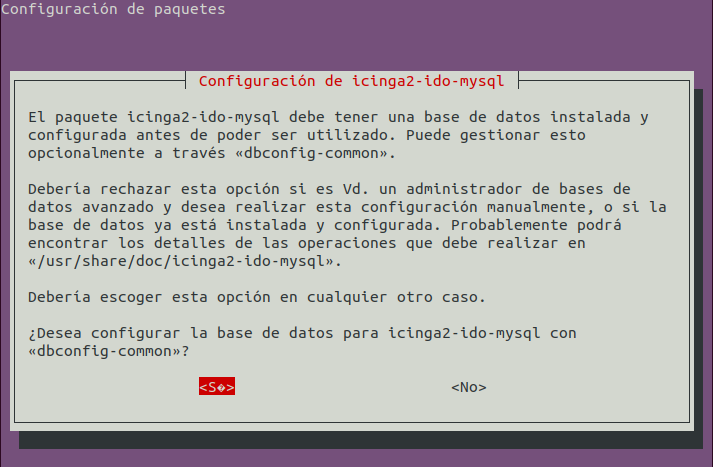 Configuración de paquetes
Configuración de icinga2-ido-mysql
El paquete icinga2-ido-mysql debe tener una base de datos instalada y
configurada antes de poder ser utilizado. Puede gestionar esto
opcionalmente a través «dbconfig-common».
Debería rechazar esta opción si es Vd. un administrador de bases de
datos avanzado y desea realizar esta configuración manualmente, o si la
base de datos ya está instalada y configurada. Probablemente podrá
encontrar los detalles de las operaciones que debe realizar en
«/usr/share/doc/icinga2-ido-mysql».
Debería escoger esta opción en cualquier otro caso.
¿Desea configurar la base de datos para icinga2-ido-mysql con
«dbconfig-common»?
<S�> <No>